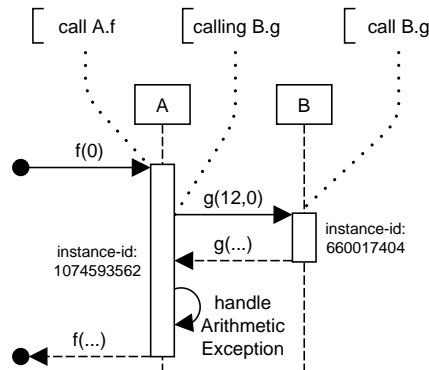 call A.f
calling B.g
call B.g
A
B
f(0)
g(12,0)
g(...)
instance-id:
1074593562
instance-id:
660017404
handle
Arithmetic
Exception
f(...)